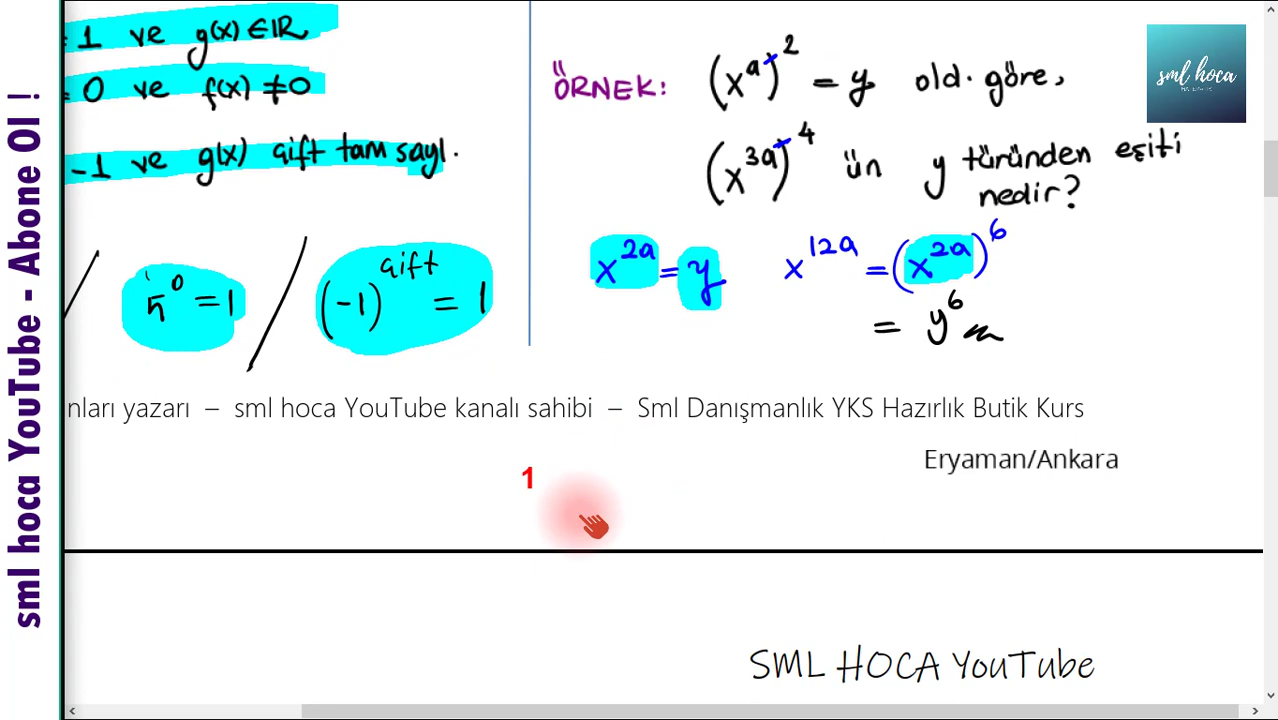 sml hoca YouTube - Abone Ol !
= 1 ve g(x) ∈ IR
= 0 ve f(x) ≠ 0
-1 ve g(x) çift tam sayı.
5⁰ = 1
(-1)^çift = 1
ÖRNEK: (x^a)^2 = y old. göre,
(x^3a)^4 ün y türünden eşiti
nedir?
x^2a = y
x^12a = (x^2a)^6
= y^6
sml hoca
nları yazarı – sml hoca YouTube kanalı sahibi – Sml Danışmanlık YKS Hazırlık Butik Kurs
Eryaman/Ankara
1
SML HOCA YouTube